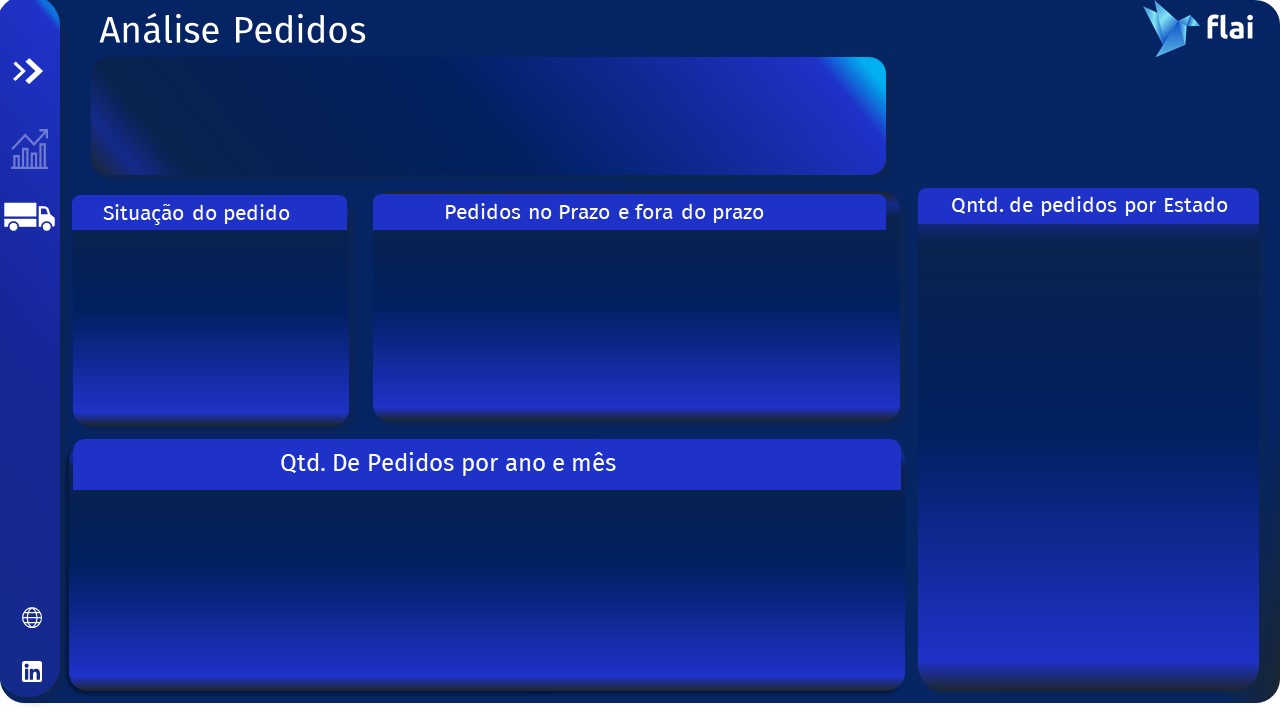 Análise Pedidos
flai
Situação do pedido
Pedidos no Prazo e fora do prazo
Qntd. de pedidos por Estado
Qtd. De Pedidos por ano e mês
in